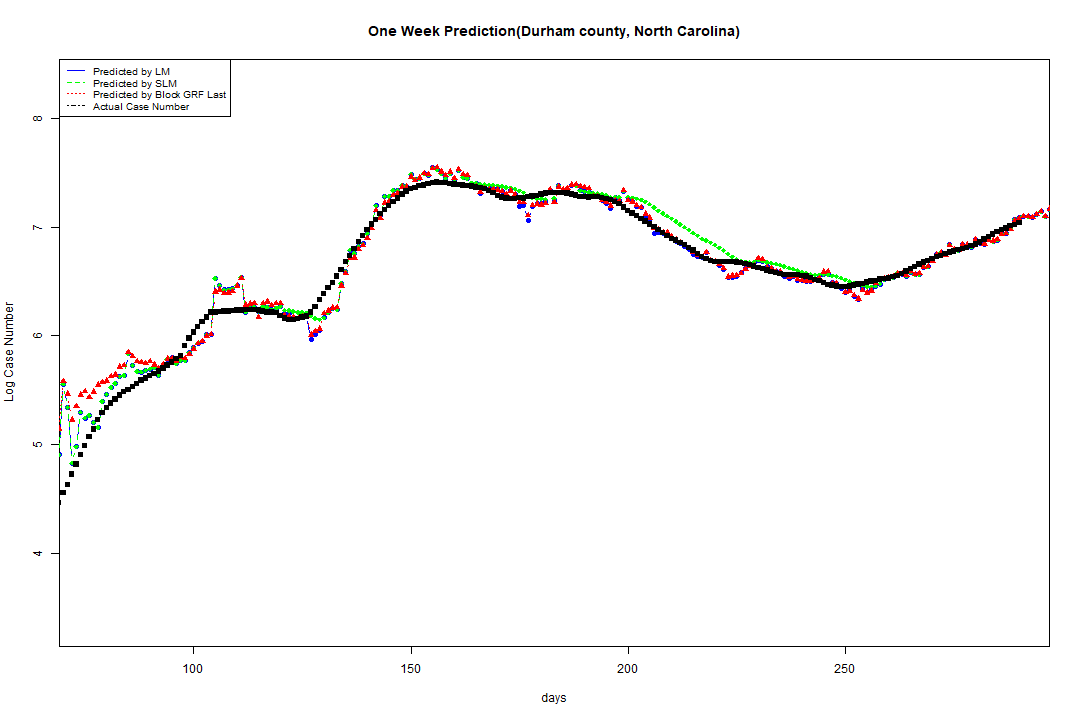 One Week Prediction(Durham county, North Carolina)
Predicted by LM
Predicted by SLM
Predicted by Block GRF Last
Actual Case Number
Log Case Number
8
7
6
5
4
100 150 200 250
days